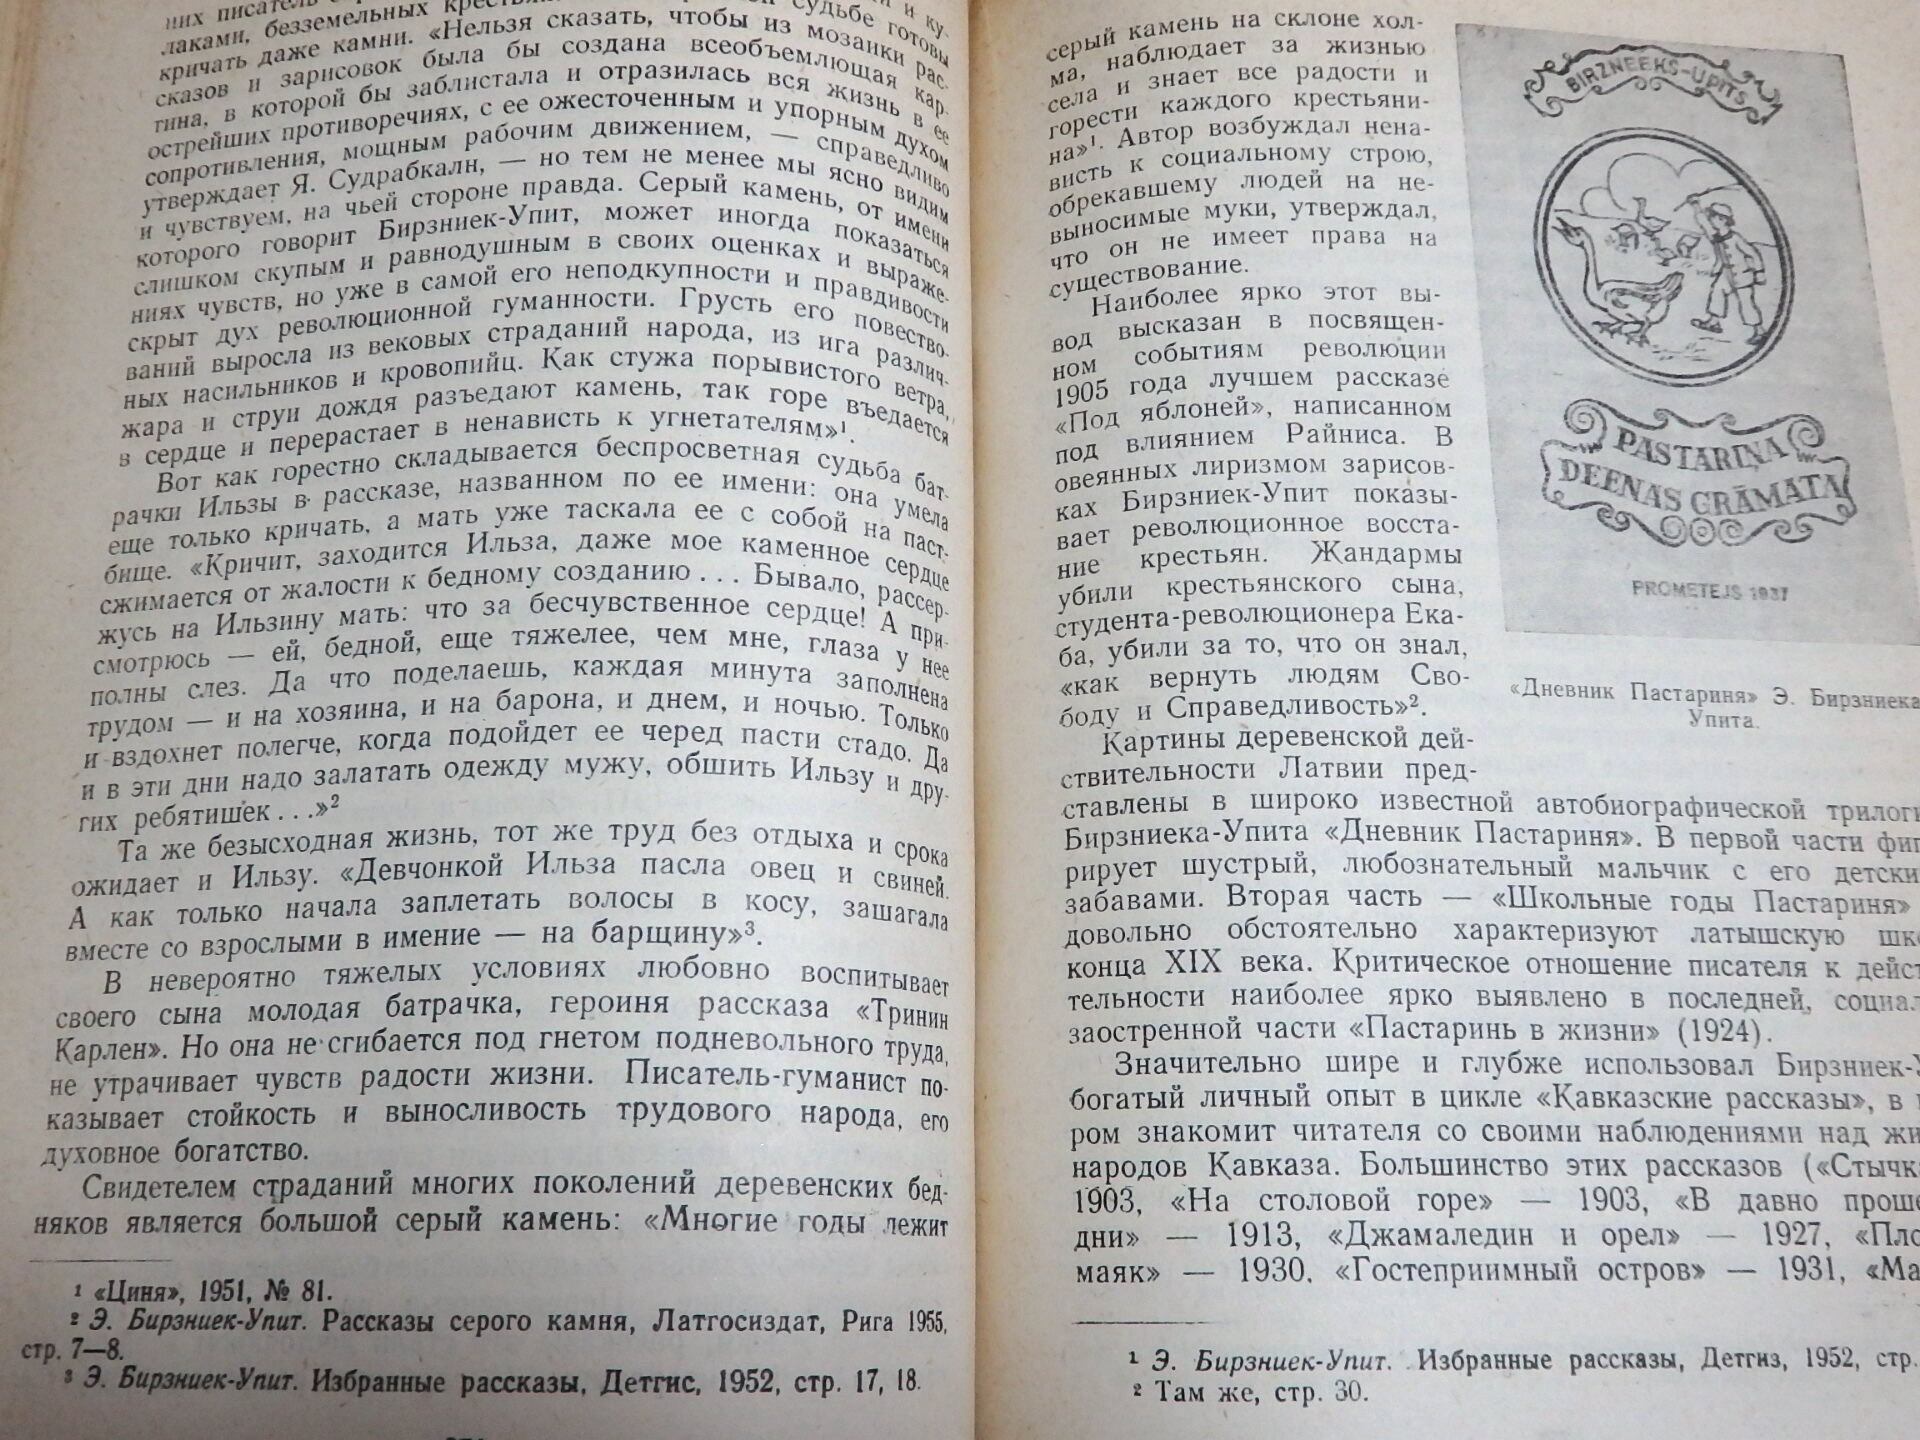 них писатель
лаками, безземельных судьбе готовы
кричать даже камни. «Нельзя сказать, чтобы из мозаики рас-
сказов и зарисовок была бы создана всеобъемлющая кар-
тина, в которой бы заблистала и отразилась вся жизнь в ее
острейших противоречиях, с ее ожесточенным и упорным духом
сопротивления, мощным рабочим движением, — справедливо
утверждает Я. Судрабкалн, — но тем не менее мы ясно видим
и чувствуем, на чьей стороне правда. Серый камень, от имени
которого говорит Бирзниек-Упит, может иногда показаться
слишком скупым и равнодушным в своих оценках и выраже-
ниях чувств, но уже в самой его неподкупности и правдивости
скрыт дух революционной гуманности. Грусть его повество-
ваний выросла из вековых страданий народа, из ига различ-
ных насильников и кровопийц. Как стужа порывистого ветра,
жара и струи дождя разъедают камень, так горе въедается
в сердце и перерастает в ненависть к угнетателям»¹.
Вот как горестно складывается беспросветная судьба бат-
рачки Ильзы в рассказе, названном по ее имени: она умела
еще только кричать, а мать уже таскала ее с собой на паст-
бище. «Кричит, заходится Ильза, даже мое каменное сердце
сжимается от жалости к бедному созданию... Бывало, рассер-
жусь на Ильзину мать: что за бесчувственное сердце! А при-
смотрюсь — ей, бедной, еще тяжелее, чем мне, глаза у нее
полны слез. Да что поделаешь, каждая минута заполнена
трудом — и на хозяина, и на барона, и днем, и ночью. Только
и вздохнет полегче, когда подойдет ее черед пасти стадо. Да
и в эти дни надо залатать одежду мужу, обшить Ильзу и дру-
гих ребятишек...»²
Та же безысходная жизнь, тот же труд без отдыха и срока
ожидает и Ильзу. «Девчонкой Ильза пасла овец и свиней.
А как только начала заплетать волосы в косу, зашагала
вместе со взрослыми в имение — на барщину»³.
В невероятно тяжелых условиях любовно воспитывает
своего сына молодая батрачка, героиня рассказа «Тринин
Карлен». Но она не сгибается под гнетом подневольного труда,
не утрачивает чувств радости жизни. Писатель-гуманист по-
казывает стойкость и выносливость трудового народа, его
духовное богатство.
Свидетелем страданий многих поколений деревенских бед-
няков является большой серый камень: «Многие годы лежит
¹ «Циня», 1951, № 81.
² Э. Бирзниек-Упит. Рассказы серого камня, Латгосиздат, Рига 1955,
стр. 7—8.
³ Э. Бирзниек-Упит. Избранные рассказы, Детгис, 1952, стр. 17, 18.
серый камень на склоне хол-
ма, наблюдает за жизнью
села и знает все радости и
горести каждого крестьяни-
на»¹. Автор возбуждал нена-
висть к социальному строю,
обрекавшему людей на не-
выносимые муки, утверждал,
что он не имеет права на
существование.
Наиболее ярко этот вы-
вод высказан в посвящен-
ном событиям революции
1905 года лучшем рассказе
«Под яблоней», написанном
под влиянием Райниса. В
овеянных лиризмом зарисов-
ках Бирзниек-Упит показы-
вает революционное восста-
ние крестьян. Жандармы
убили крестьянского сына,
студента-революционера Ека-
ба, убили за то, что он знал,
«как вернуть людям Сво-
боду и Справедливость»².
Картины деревенской дей-
ствительности Латвии пред-
ставлены в широко известной автобиографической трилоги
Бирзниека-Упита «Дневник Пастариня». В первой части фиг
рирует шустрый, любознательный мальчик с его детски
забавами. Вторая часть — «Школьные годы Пастариня»
довольно обстоятельно характеризуют латышскую шко
конца XIX века. Критическое отношение писателя к дейст
тельности наиболее ярко выявлено в последней, социал
заостренной части «Пастаринь в жизни» (1924).
Значительно шире и глубже использовал Бирзниек-У
богатый личный опыт в цикле «Кавказские рассказы», в
ром знакомит читателя со своими наблюдениями над жи
народов Кавказа. Большинство этих рассказов («Стычк
1903, «На столовой горе» — 1903, «В давно проше
дни» — 1913, «Джамаледин и орел» — 1927, «Пло
маяк» — 1930, «Гостеприимный остров» — 1931, «Ма
¹ Э. Бирзниек-Упит. Избранные рассказы, Детгиз, 1952, стр.
² Там же, стр. 30.
BIRZNEEKS-UPITS
PASTARIŅA
DEENAS GRĀMATA
PROMETEJS 1937
«Дневник Пастариня» Э. Бирзниека-
Упита.